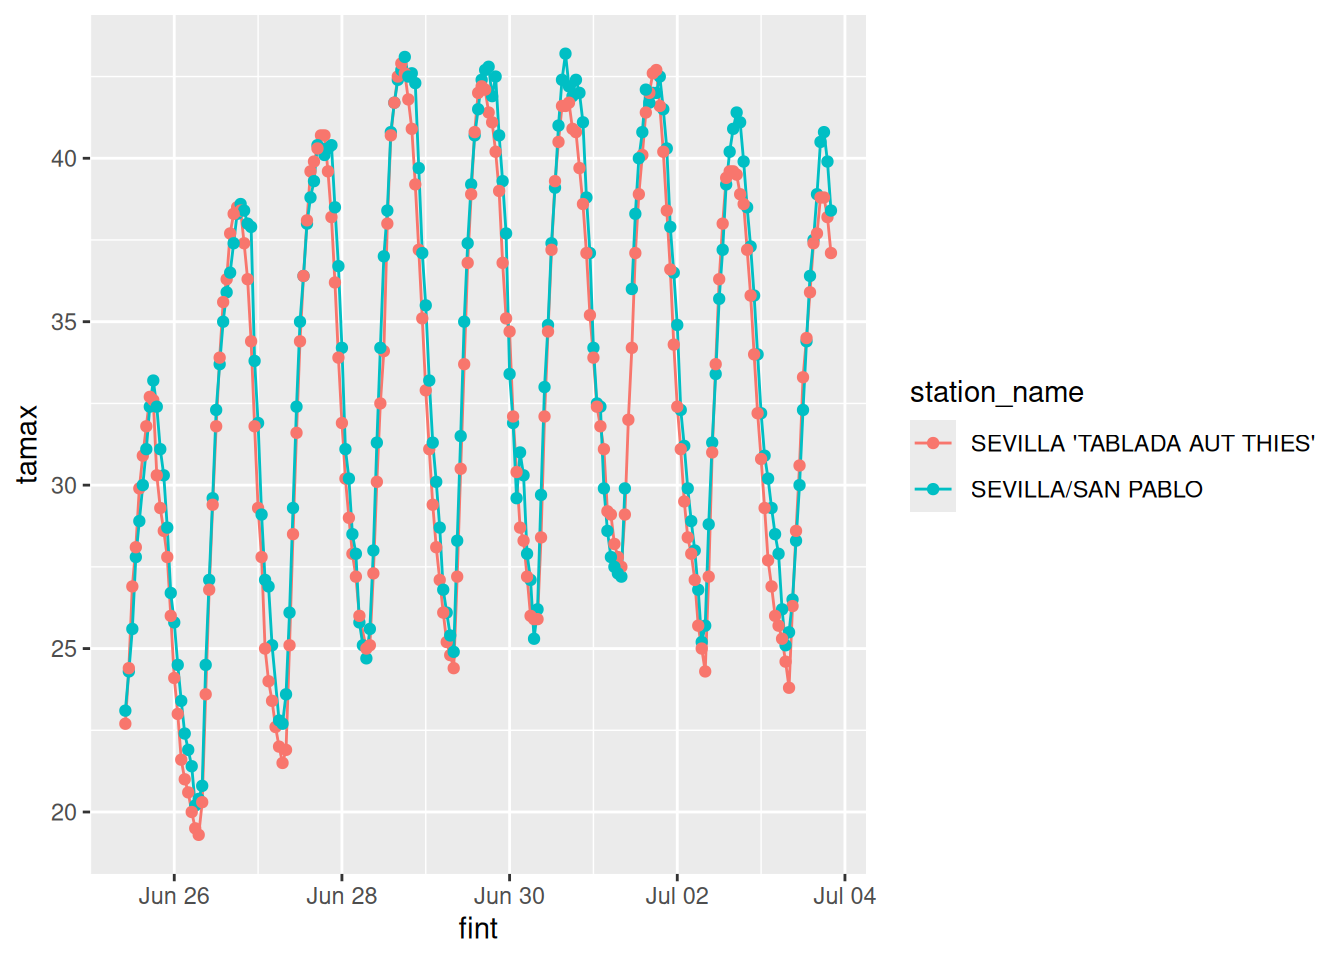 40
35
30
25
20
tamax
Jun 26
Jun 28
Jun 30
Jul 02
Jul 04
fint
station_name
SEVILLA 'TABLADA AUT THIES'
SEVILLA/SAN PABLO